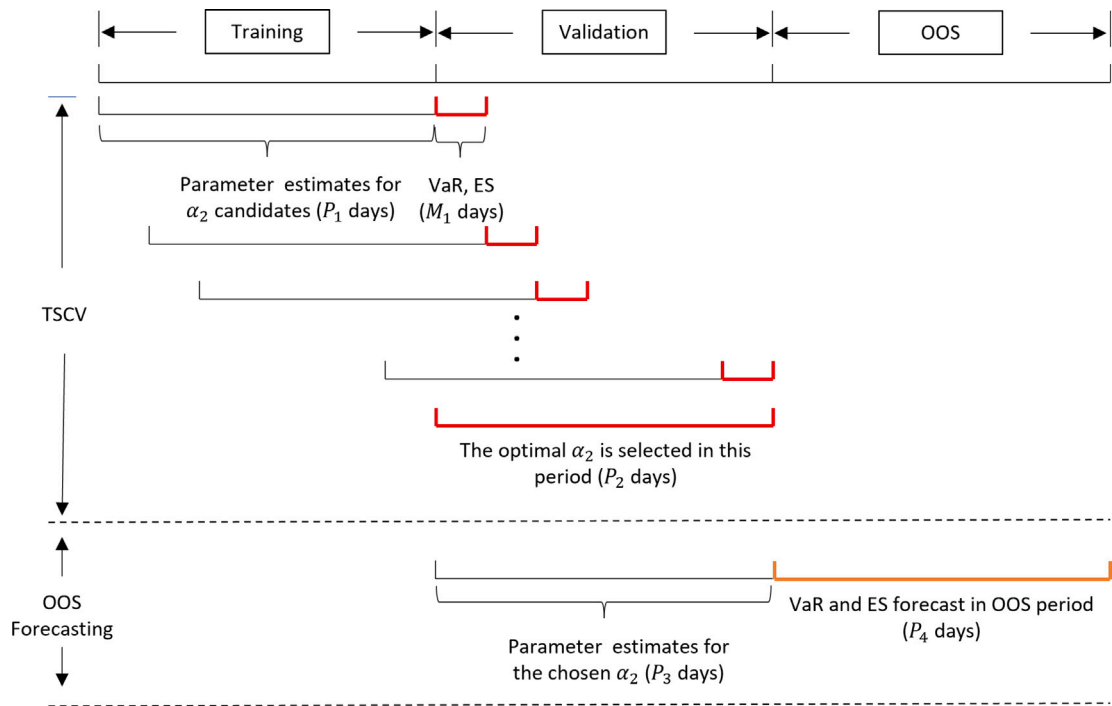 Training
Validation
OOS
Parameter estimates for
α₂ candidates (P₁ days)
VaR, ES
(M₁ days)
TSCV
The optimal α₂ is selected in this
period (P₂ days)
OOS
Forecasting
VaR and ES forecast in OOS period
(P₄ days)
Parameter estimates for
the chosen α₂ (P₃ days)